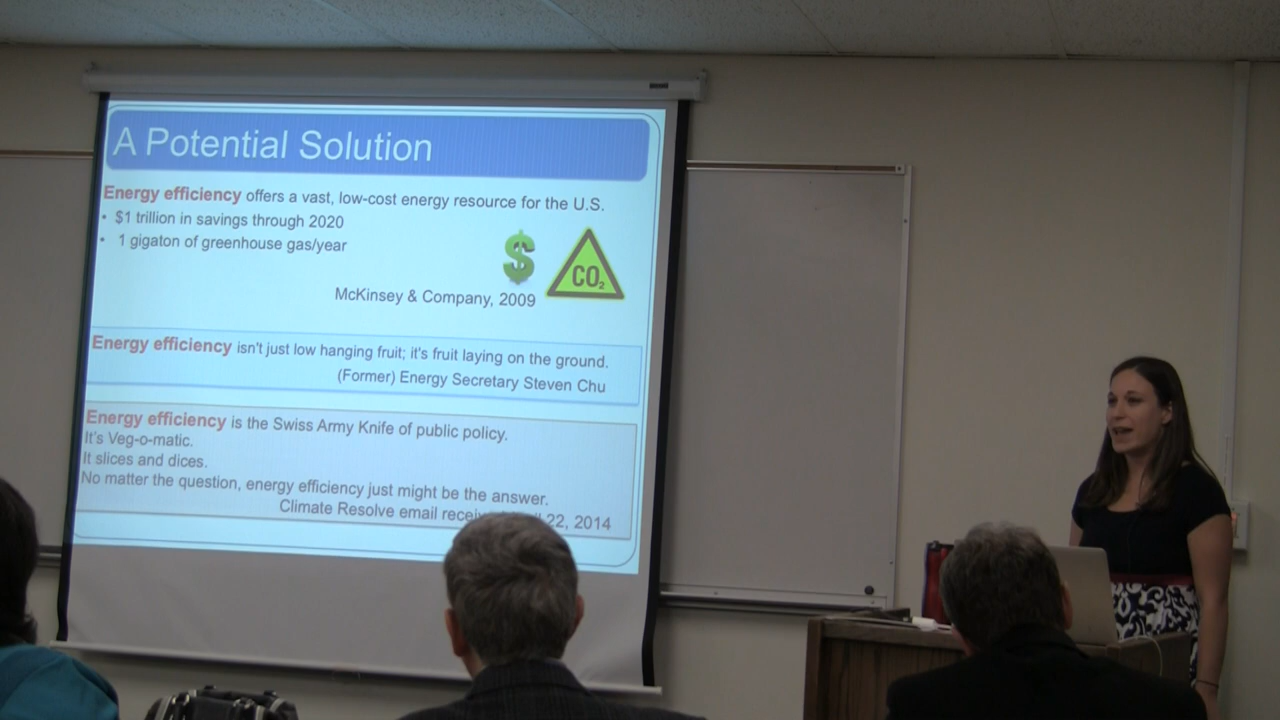 A Potential Solution
Energy efficiency offers a vast, low-cost energy resource for the U.S.
• $1 trillion in savings through 2020
• 1 gigaton of greenhouse gas/year
$
CO₂
McKinsey & Company, 2009
Energy efficiency isn't just low hanging fruit; it's fruit laying on the ground.
(Former) Energy Secretary Steven Chu
Energy efficiency is the Swiss Army Knife of public policy.
It's Veg-o-matic.
It slices and dices.
No matter the question, energy efficiency just might be the answer.
Climate Resolve email 22, 2014